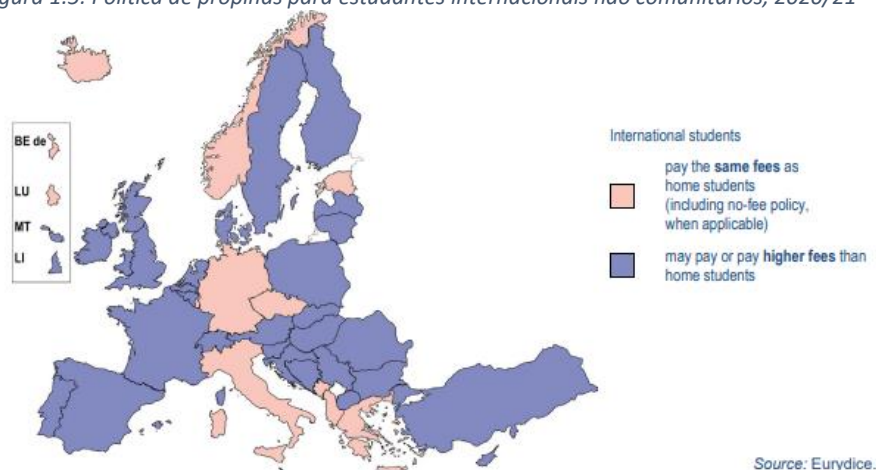 gura 1.5: Política de propinas para estudantes internacionais não comunitários, 2020/21
BE de
LU
MT
LI
International students
pay the same fees as
home students
(including no-fee policy,
when applicable)
may pay or pay higher fees than
home students
Source: Eurydice.